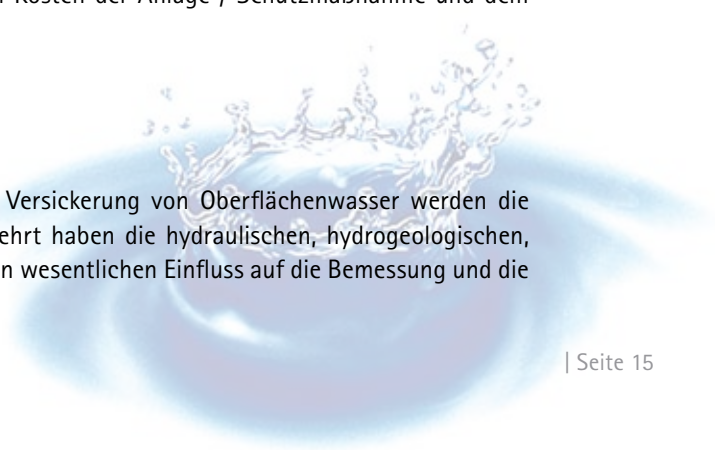 Kosten der Anlage / Schutzmaßnahme und dem
Versickerung von Oberflächenwasser werden die
ehrt haben die hydraulischen, hydrogeologischen,
n wesentlichen Einfluss auf die Bemessung und die
| Seite 15